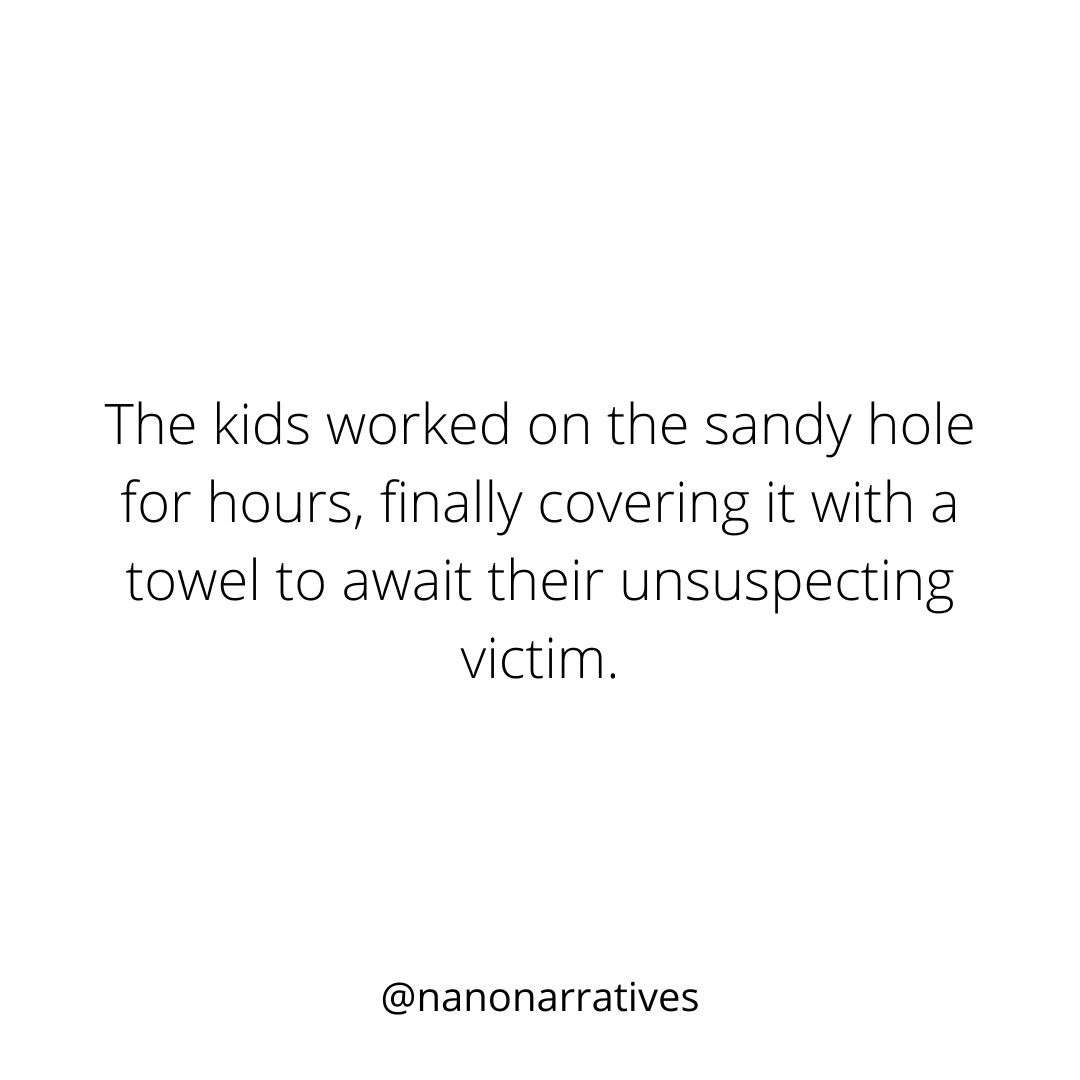 The kids worked on the sandy hole
for hours, finally covering it with a
towel to await their unsuspecting
victim.
@nanonarratives